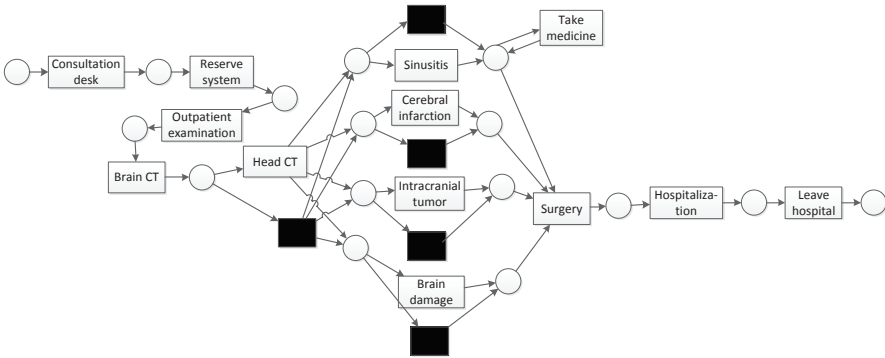 Take
medicine
Consultation
desk
Reserve
system
Sinusitis
Cerebral
infarction
Outpatient
examination
Head CT
Brain CT
Intracranial
tumor
Surgery
Hospitaliza-
tion
Leave
hospital
Brain
damage